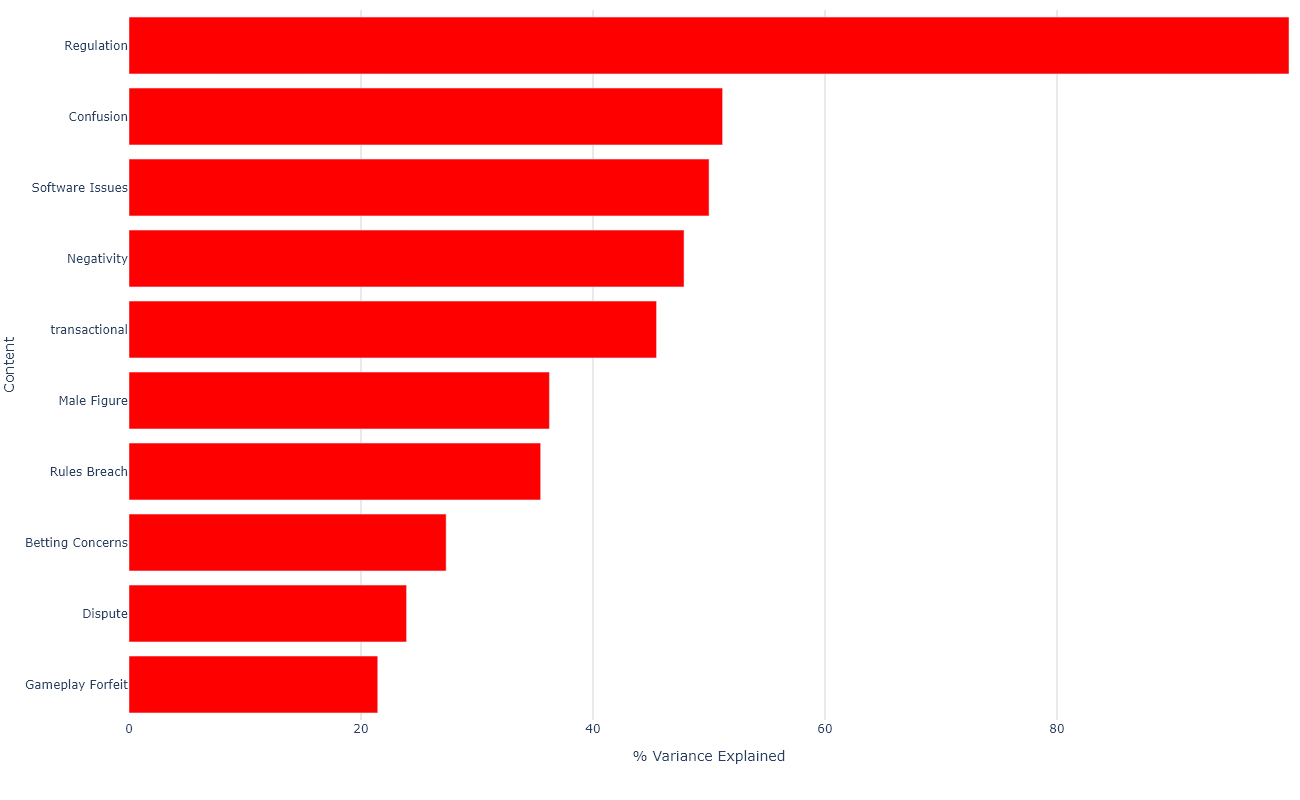 Regulation
Confusion
Software Issues
Negativity
transactional
Content
Male Figure
Rules Breach
Betting Concerns
Dispute
Gameplay Forfeit
0 20 40 60 80
% Variance Explained